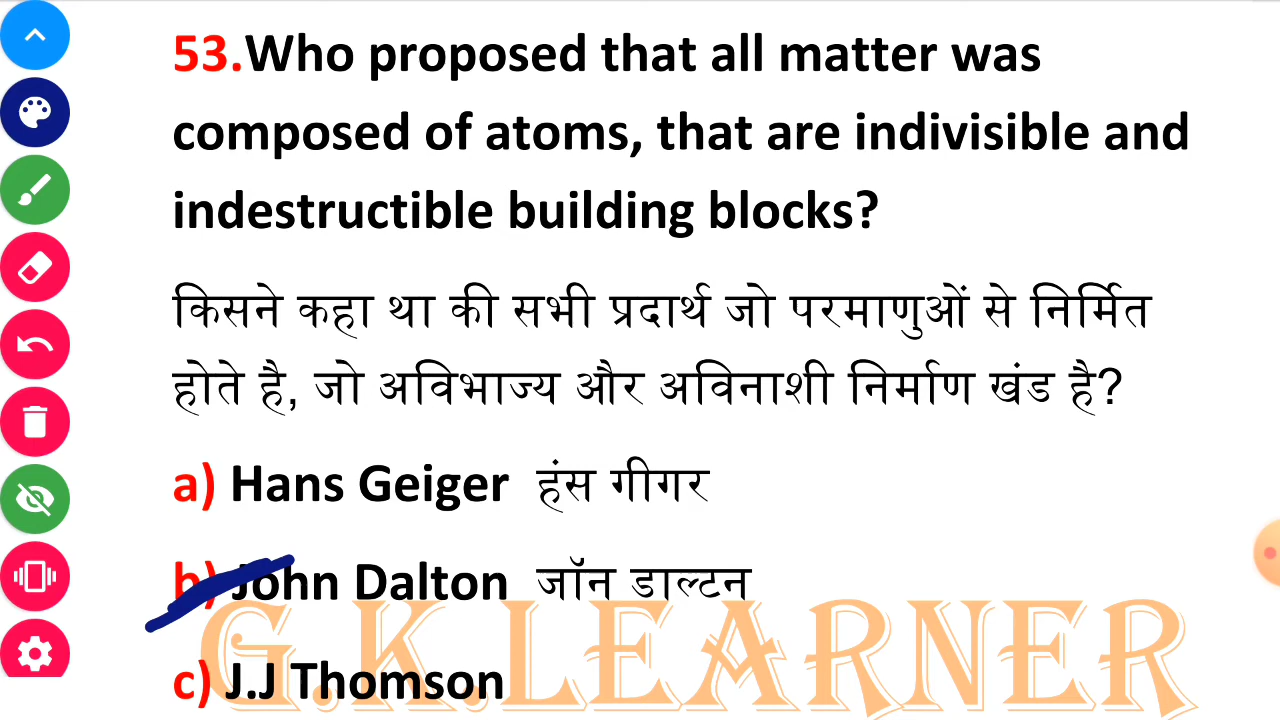 53.Who proposed that all matter was
composed of atoms, that are indivisible and
indestructible building blocks?
किसने कहा था की सभी प्रदार्थ जो परमाणुओं से निर्मित
होते है, जो अविभाज्य और अविनाशी निर्माण खंड है?
a) Hans Geiger हंस गीगर
b) John Dalton जॉन डाल्टन
G.K.LEARNER
c) J.J Thomson